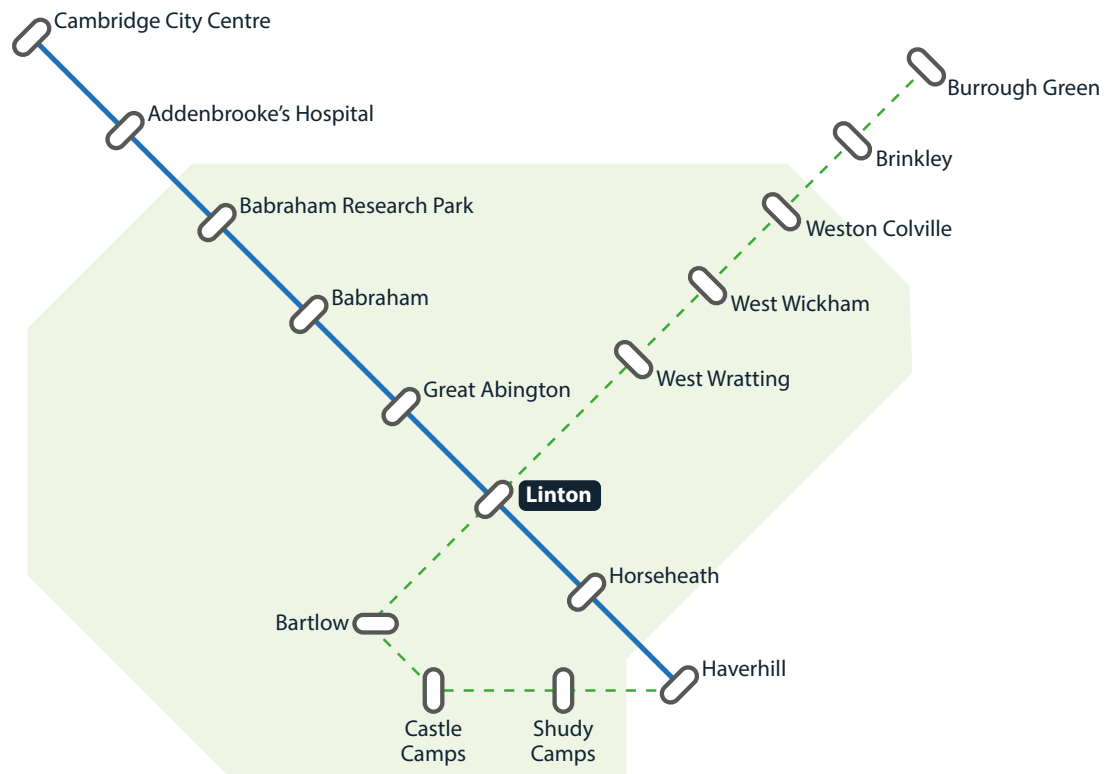 Cambridge City Centre
Burrough Green
Addenbrooke’s Hospital
Brinkley
Babraham Research Park
Weston Colville
Babraham
West Wickham
West Wratting
Great Abington
Linton
Horseheath
Bartlow
Haverhill
Castle
Camps
Shudy
Camps